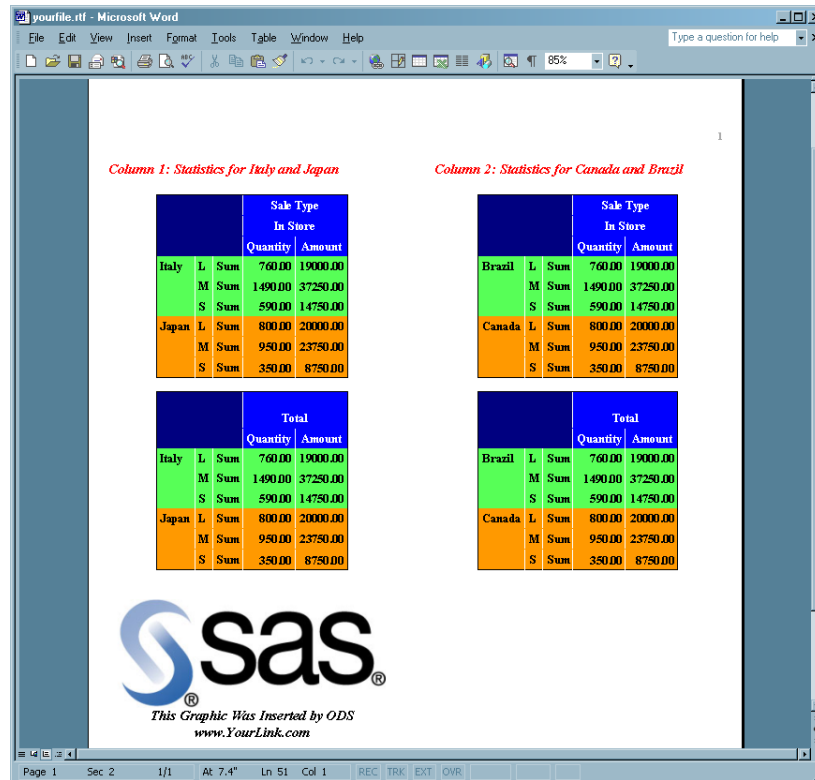 yourfile.rtf - Microsoft Word
File Edit View Insert Format Tools Table Window Help
Type a question for help
85%
1
Column 1: Statistics for Italy and Japan
Sale Type
In Store
Quantity Amount
Italy L Sum 760.00 19000.00
M Sum 1490.00 37250.00
S Sum 590.00 14750.00
Japan L Sum 800.00 20000.00
M Sum 950.00 23750.00
S Sum 350.00 8750.00
Total
Quantity Amount
Italy L Sum 760.00 19000.00
M Sum 1490.00 37250.00
S Sum 590.00 14750.00
Japan L Sum 800.00 20000.00
M Sum 950.00 23750.00
S Sum 350.00 8750.00
sas®
®
This Graphic Was Inserted by ODS
www.YourLink.com
Column 2: Statistics for Canada and Brazil
Sale Type
In Store
Quantity Amount
Brazil L Sum 760.00 19000.00
M Sum 1490.00 37250.00
S Sum 590.00 14750.00
Canada L Sum 800.00 20000.00
M Sum 950.00 23750.00
S Sum 350.00 8750.00
Total
Quantity Amount
Brazil L Sum 760.00 19000.00
M Sum 1490.00 37250.00
S Sum 590.00 14750.00
Canada L Sum 800.00 20000.00
M Sum 950.00 23750.00
S Sum 350.00 8750.00
Page 1 Sec 2 1/1 At 7.4" Ln 51 Col 1 REC TRK EXT OVR